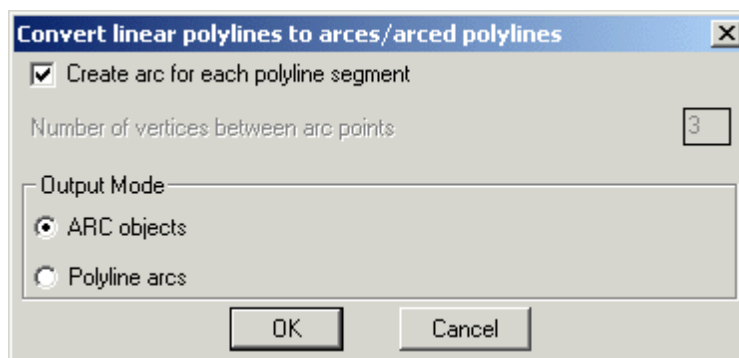 Convert linear polylines to arces/arced polylines
Create arc for each polyline segment
Number of vertices between arc points 3
Output Mode
ARC objects
Polyline arcs
OK Cancel